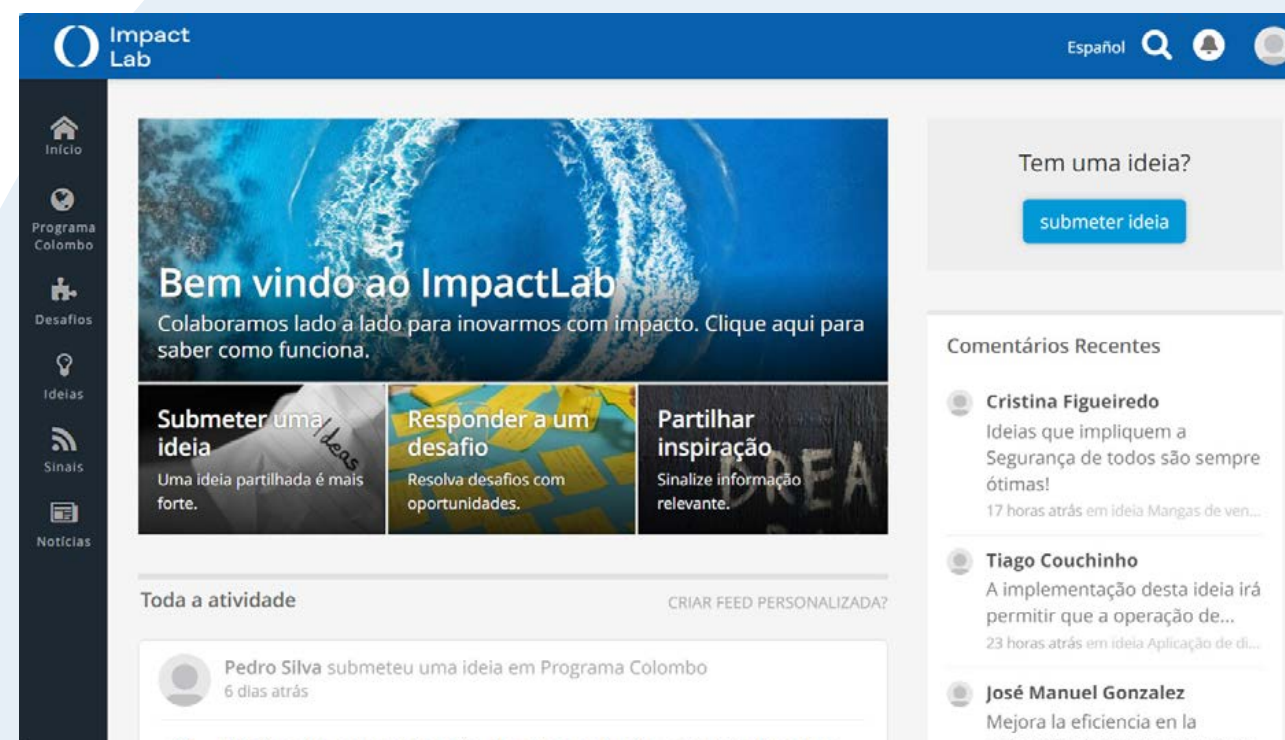 Impact
Lab
Español
Início
Programa
Colombo
Desafios
Ideias
Sinais
Notícias
Bem vindo ao ImpactLab
Colaboramos lado a lado para inovarmos com impacto. Clique aqui para
saber como funciona.
Submeter uma
ideia
Uma ideia partilhada é mais
forte.
Ideas
Responder a um
desafio
Resolva desafios com
oportunidades.
Partilhar
inspiração
Sinalize informação
relevante.
DREA
Toda a atividade
CRIAR FEED PERSONALIZADA?
Pedro Silva submeteu uma ideia em Programa Colombo
6 dias atrás
Tem uma ideia?
submeter ideia
Comentários Recentes
Cristina Figueiredo
Ideias que impliquem a
Segurança de todos são sempre
ótimas!
17 horas atrás em ideia Mangas de ven...
Tiago Couchinho
A implementação desta ideia irá
permitir que a operação de...
23 horas atrás em ideia Aplicação de di...
José Manuel Gonzalez
Mejora la eficiencia en la